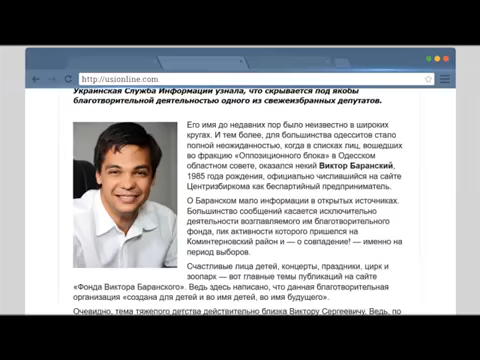 http://usionline.com
Украинская Служба Информации узнала, что скрывается под якобы
благотворительной деятельностью одного из свежеизбранных депутатов.
Его имя до недавних пор было неизвестно в широких
кругах. И тем более, для большинства одесситов стало
полной неожиданностью, когда в списках лиц, вошедших
во фракцию «Оппозиционного блока» в Одесском
областном совете, оказался некий Виктор Баранский,
1985 года рождения, официально числившийся на сайте
Центризбиркома как беспартийный предприниматель.
О Баранском мало информации в открытых источниках.
Большинство сообщений касается исключительно
деятельности возглавляемого им благотворительного
фонда, пик активности которого пришелся на
Коминтерновский район и — о совпадение! — именно на
период выборов.
Счастливые лица детей, концерты, праздники, цирк и
зоопарк — вот главные темы публикаций на сайте
«Фонда Виктора Баранского». Ведь здесь написано, что данная благотворительная
организация «создана для детей и во имя детей, во имя будущего».
Очевидно, тема тяжелого детства действительно близка Виктору Сергеевичу. Ведь, по